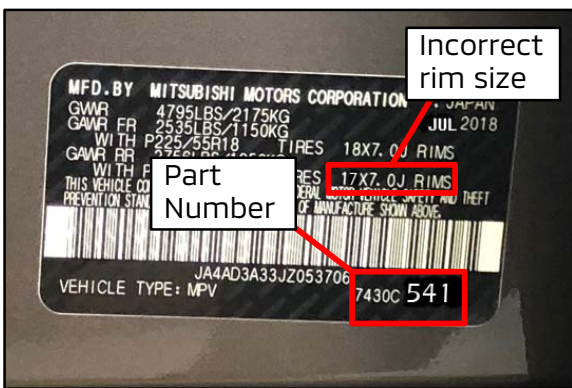 Incorrect
rim size
MFD.BY MITSUBISHI MOTORS CORPORATION JAPAN
JUL 2018
GVWR 4795LBS/2175KG
GAWR FR 2535LBS/1150KG
WITH P225/55R18 TIRES 18X7.0J RIMS
GAWR RR
WITH 17X7.0J RIMS
Part
Number
THIS VEHICLE
MOTOR VEHICLE SAFETY AND THEFT
PREVENTION OF MANUFACTURE SHOWN ABOVE.
JA4AD3A33JZ053706
VEHICLE TYPE: MPV
7430C 541